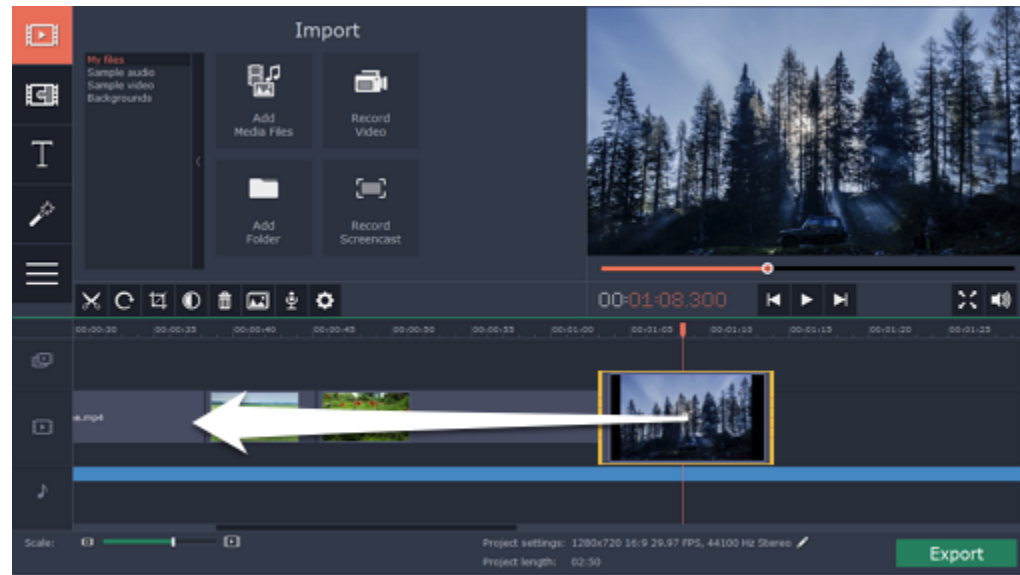 Import
My files
Sample audio
Sample video
Backgrounds
Add
Media Files
Record
Video
Add
Folder
Record
Screencast
T
00:01:08.300
00:00:30 00:00:35 00:00:40 00:00:45 00:00:50 00:00:55 00:01:00 00:01:05 00:01:10 00:01:15 00:01:20 00:01:25
.mp4
Scale:
Project settings: 1280x720 16:9 29.97 FPS, 44100 Hz Stereo
Project length: 02:50
Export